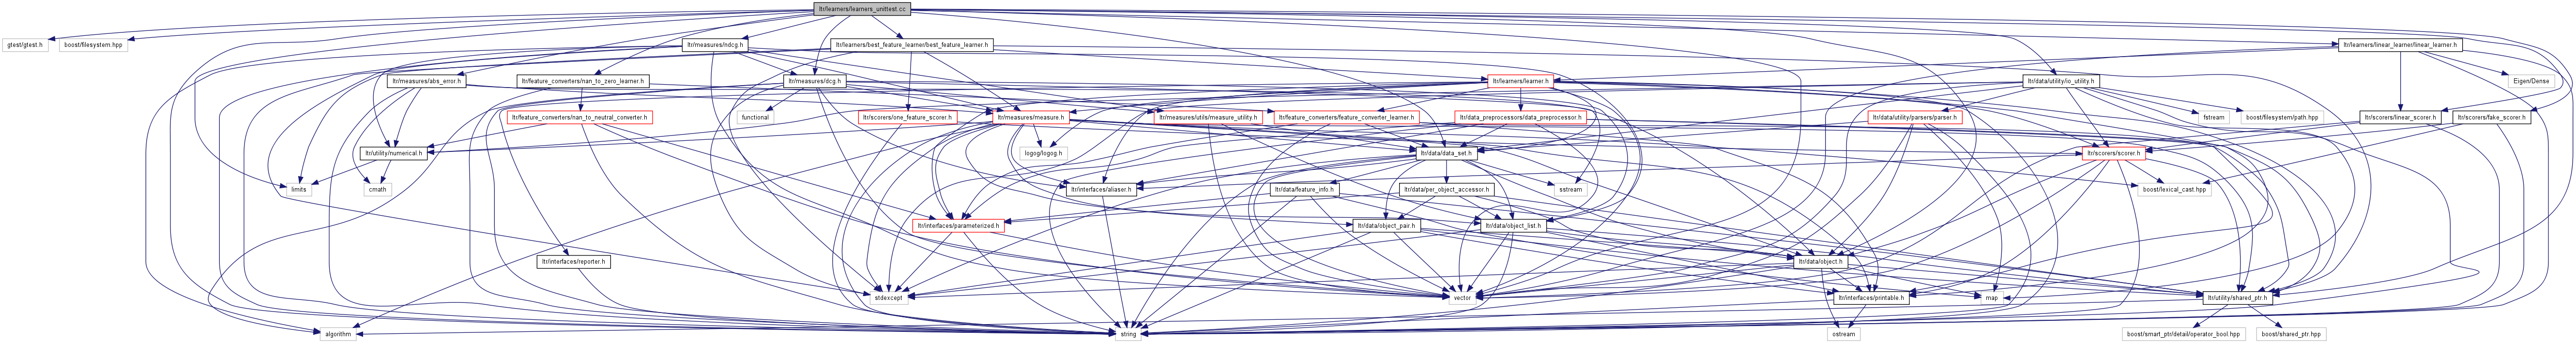 ltr/learners/learners_unittest.cc
gtest/gtest.h
boost/filesystem.hpp
ltr/measures/ndcg.h
ltr/learners/best_feature_learner/best_feature_learner.h
ltr/learners/linear_learner/linear_learner.h
ltr/measures/abs_error.h
ltr/feature_converters/nan_to_zero_learner.h
ltr/measures/dcg.h
ltr/learners/learner.h
ltr/data/utility/io_utility.h
Eigen/Dense
ltr/feature_converters/nan_to_neutral_converter.h
functional
ltr/scorers/one_feature_scorer.h
ltr/measures/measure.h
ltr/measures/utils/measure_utility.h
ltr/feature_converters/feature_converter_learner.h
ltr/data_preprocessors/data_preprocessor.h
ltr/data/utility/parsers/parser.h
fstream
boost/filesystem/path.hpp
ltr/scorers/linear_scorer.h
ltr/scorers/fake_scorer.h
ltr/utility/numerical.h
logog/logog.h
ltr/data/data_set.h
ltr/scorers/scorer.h
limits
cmath
ltr/interfaces/aliaser.h
ltr/data/feature_info.h
ltr/data/per_object_accessor.h
sstream
boost/lexical_cast.hpp
ltr/interfaces/parameterized.h
ltr/data/object_pair.h
ltr/data/object_list.h
ltr/interfaces/reporter.h
ltr/data/object.h
stdexcept
vector
ltr/interfaces/printable.h
map
ltr/utility/shared_ptr.h
algorithm
string
ostream
boost/smart_ptr/detail/operator_bool.hpp
boost/shared_ptr.hpp